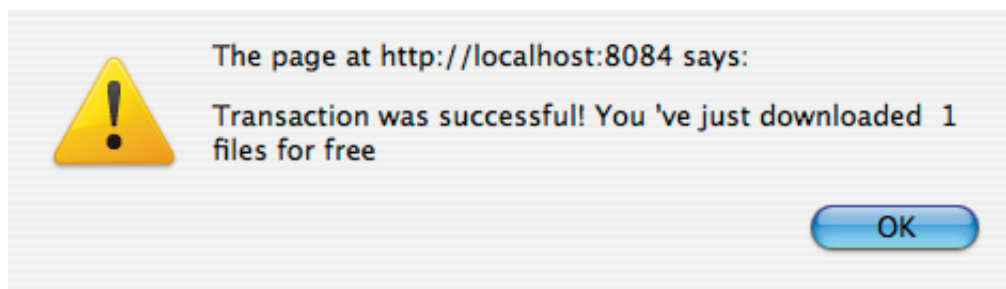 The page at http://localhost:8084 says:
Transaction was successful! You 've just downloaded  1
files for free
OK